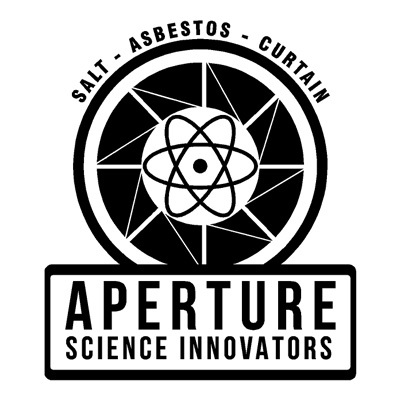 SALT - ASBESTOS - CURTAIN
APERTURE
SCIENCE INNOVATORS